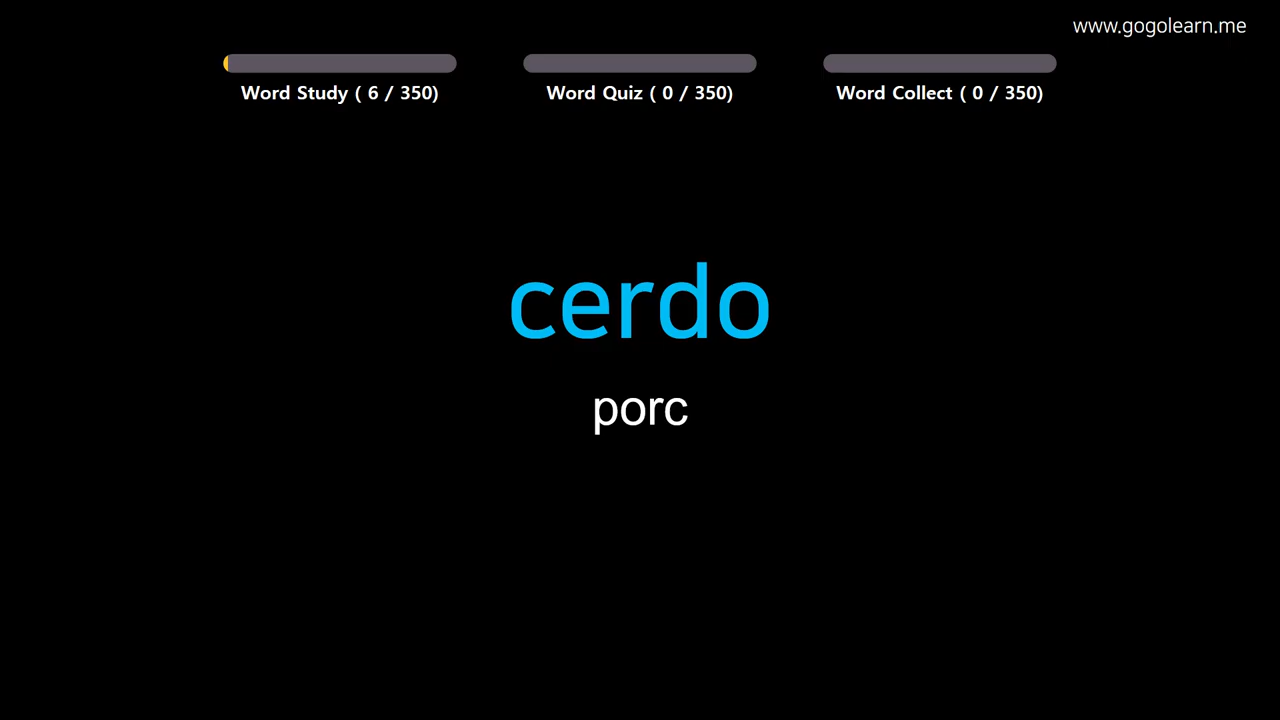 www.gogolearn.me
Word Study ( 6 / 350)
Word Quiz ( 0 / 350)
Word Collect ( 0 / 350)
cerdo
porc